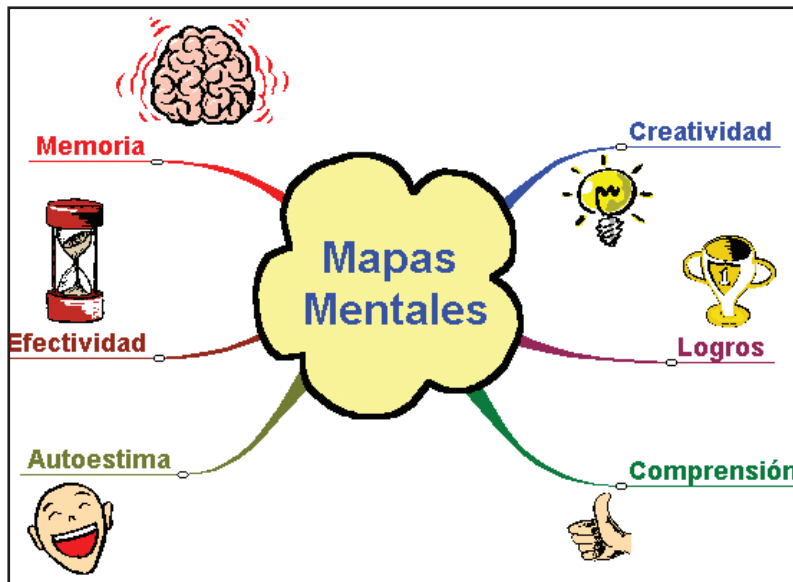 Memoria
Creatividad
Mapas
Mentales
Efectividad
Logros
Autoestima
Comprensión